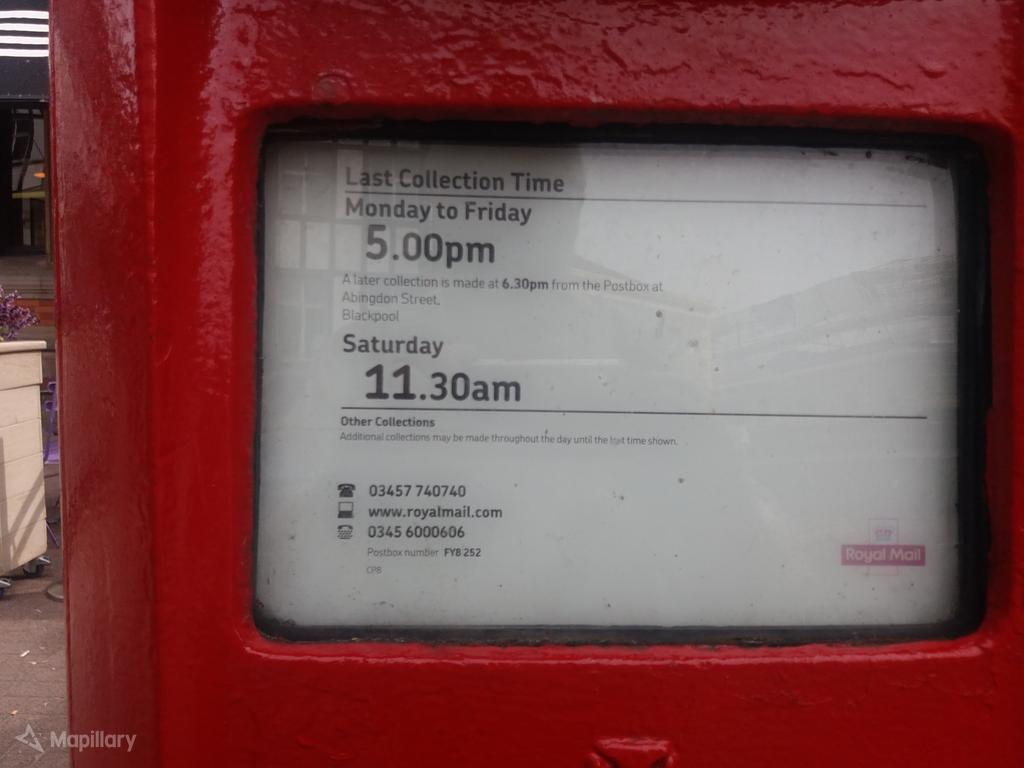 Last Collection Time
Monday to Friday
5.00pm
A later collection is made at 6.30pm from the Postbox at
Abingdon Street,
Blackpool
Saturday
11.30am
Other Collections
Additional collections may be made throughout the day until the last time shown.
03457 740740
www.royalmail.com
0345 6000606
Postbox number FY8 252
CPB
Royal Mail
Mapillary